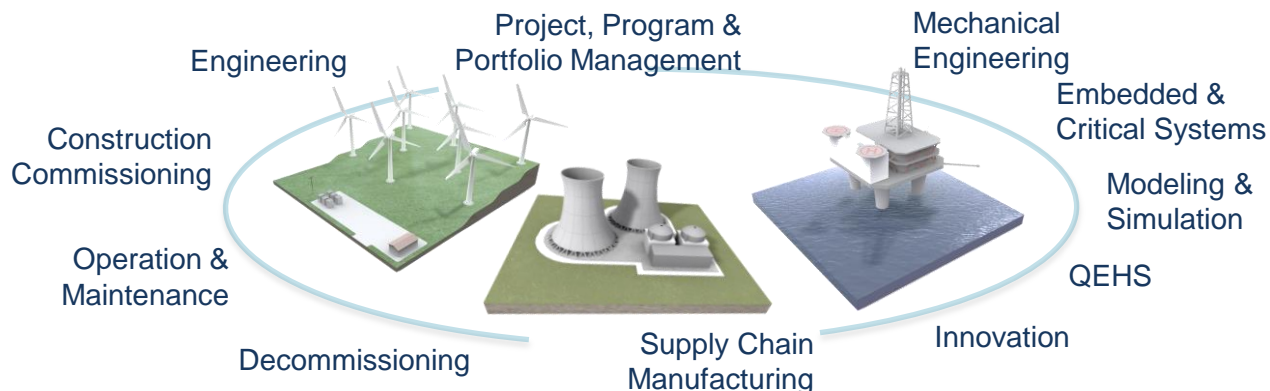 Project, Program &
Portfolio Management
Mechanical
Engineering
Engineering
Embedded &
Critical Systems
Construction
Commissioning
Modeling &
Simulation
Operation &
Maintenance
QEHS
Innovation
Supply Chain
Manufacturing
Decommissioning